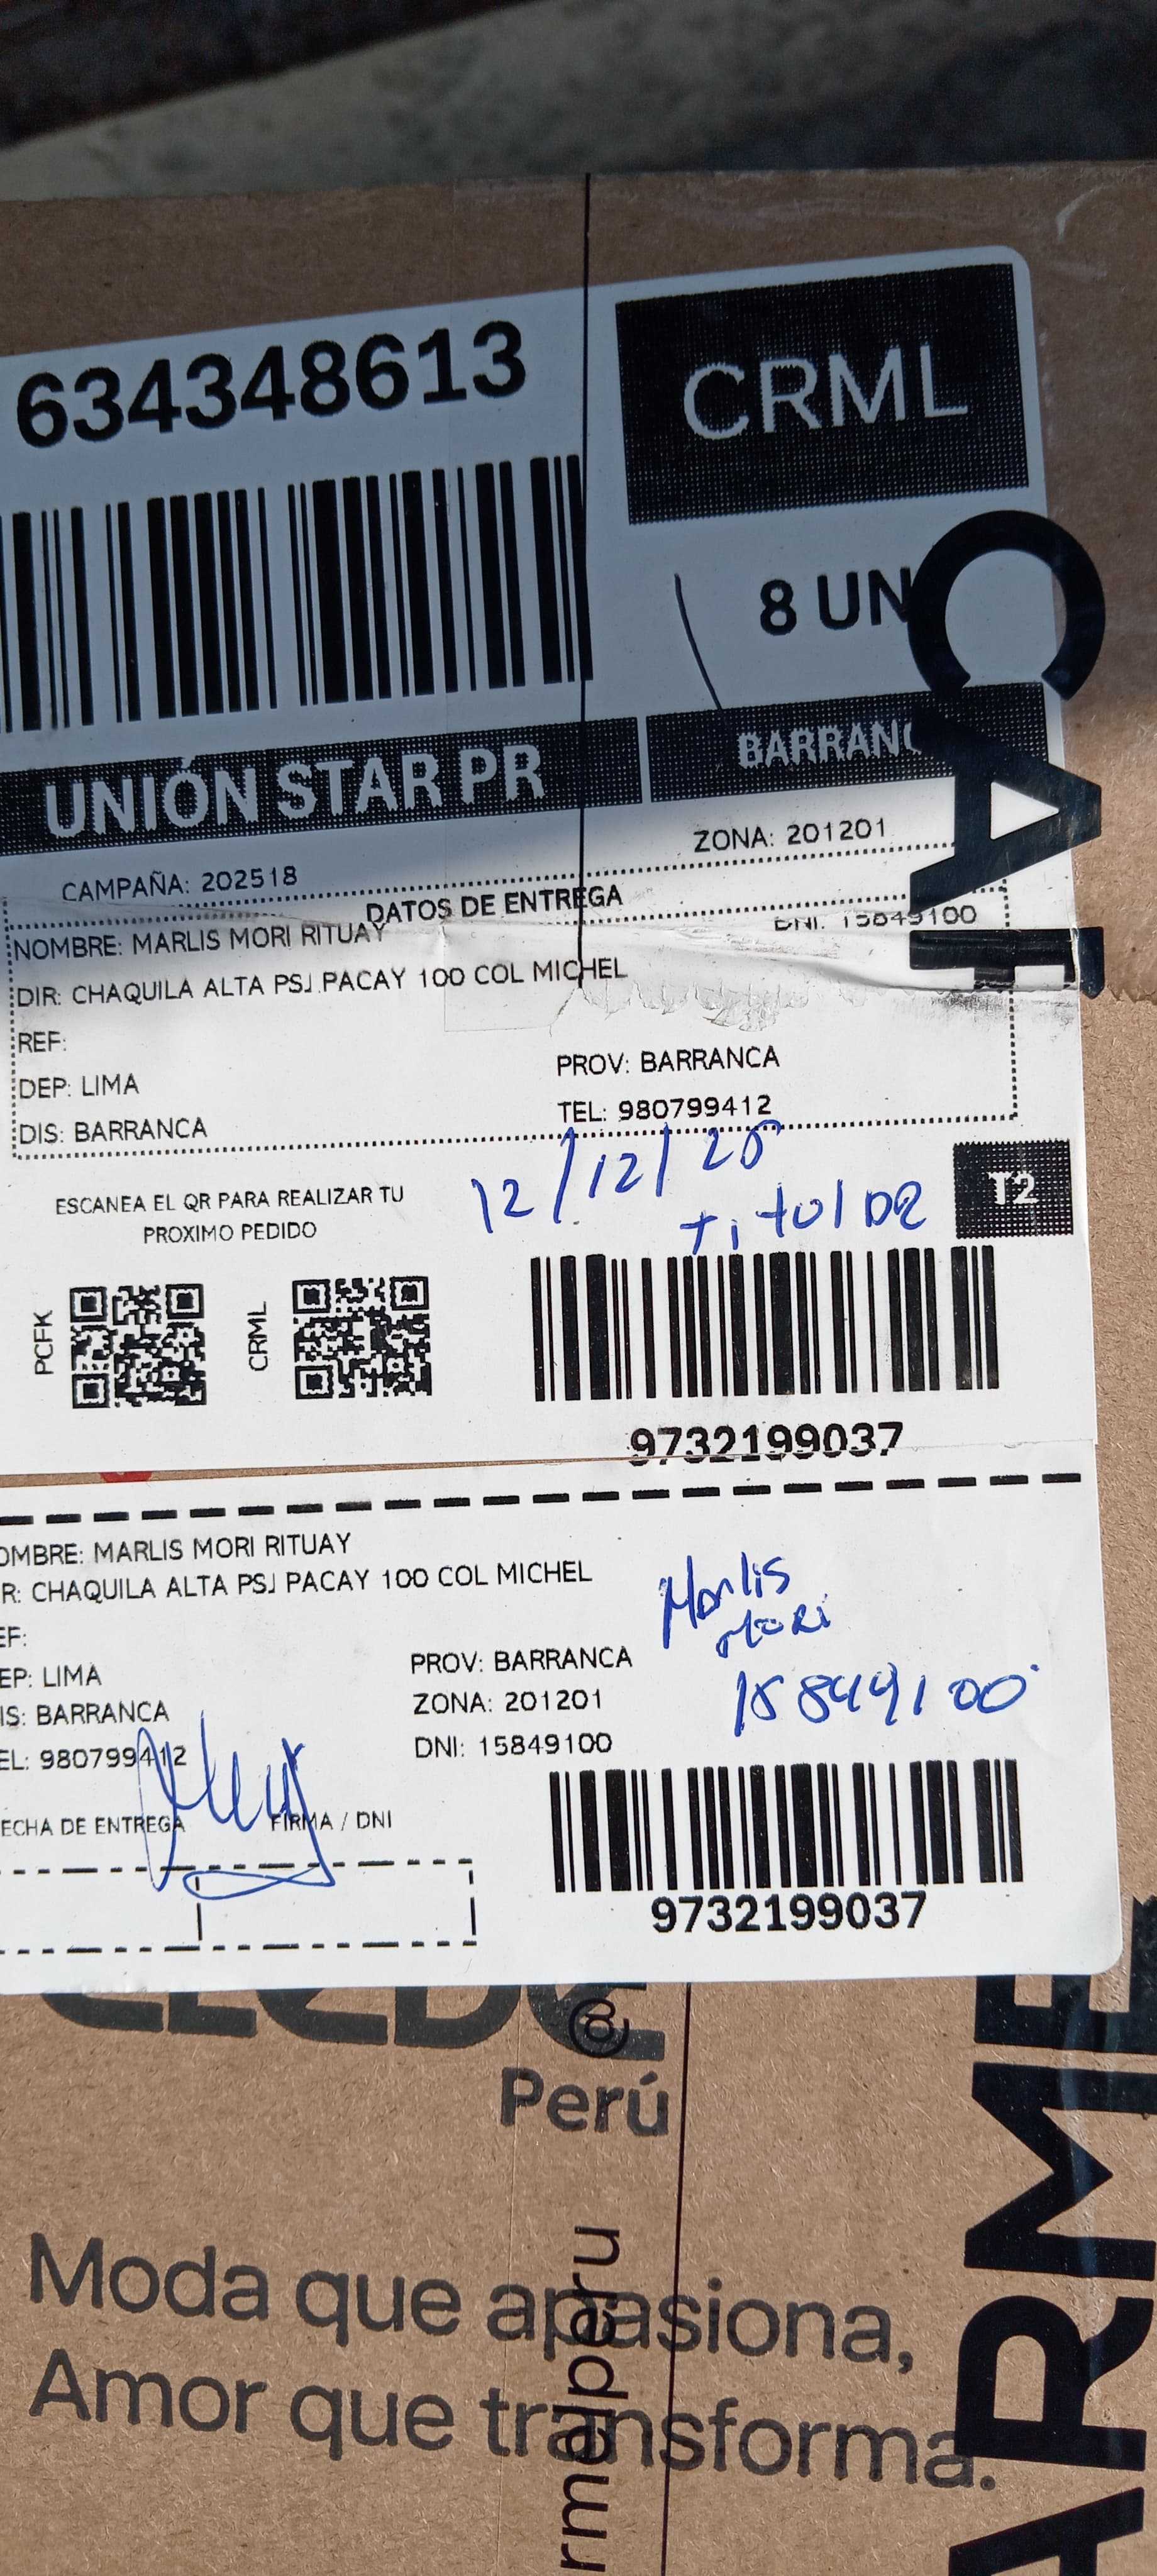 634348613
CRML
8 UN
UNIÓN STAR PR
CAMPAÑA: 202518
ZONA: 201201
DATOS DE ENTREGA
NOMBRE: MARLIS MORI RITUAY
DNI: 15849100
DIR: CHAQUILA ALTA PSJ PACAY 100 COL MICHEL
REF:
DEP: LIMA
PROV: BARRANCA
DIS: BARRANCA
TEL: 980799412
12/12/25
Titular
T2
ESCANEA EL QR PARA REALIZAR TU
PROXIMO PEDIDO
PCFK
CRML
9732199037
OMBRE: MARLIS MORI RITUAY
R: CHAQUILA ALTA PSJ PACAY 100 COL MICHEL
EF:
EP: LIMA
PROV: BARRANCA
IS: BARRANCA
ZONA: 201201
EL: 980799412
DNI: 15849100
Marlis
Mori
15849100
ECHA DE ENTREGA
FIRMA / DNI
9732199037
Perú
Moda que apasiona,
Amor que transforma.